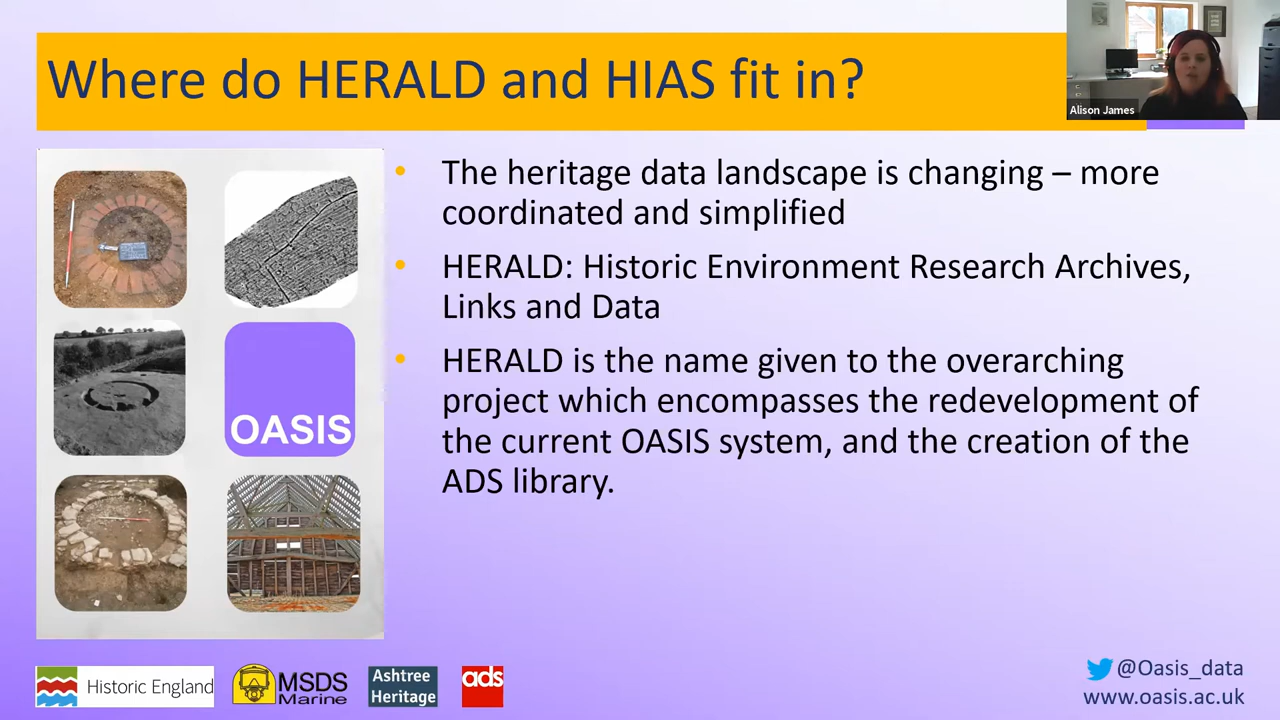 Where do HERALD and HIAS fit in?
Alison James
• The heritage data landscape is changing – more
coordinated and simplified
• HERALD: Historic Environment Research Archives,
Links and Data
• HERALD is the name given to the overarching
project which encompasses the redevelopment of
the current OASIS system, and the creation of the
ADS library.
OASIS
Historic England
MSDS
Marine
Ashtree
Heritage
ads
@Oasis_data
www.oasis.ac.uk